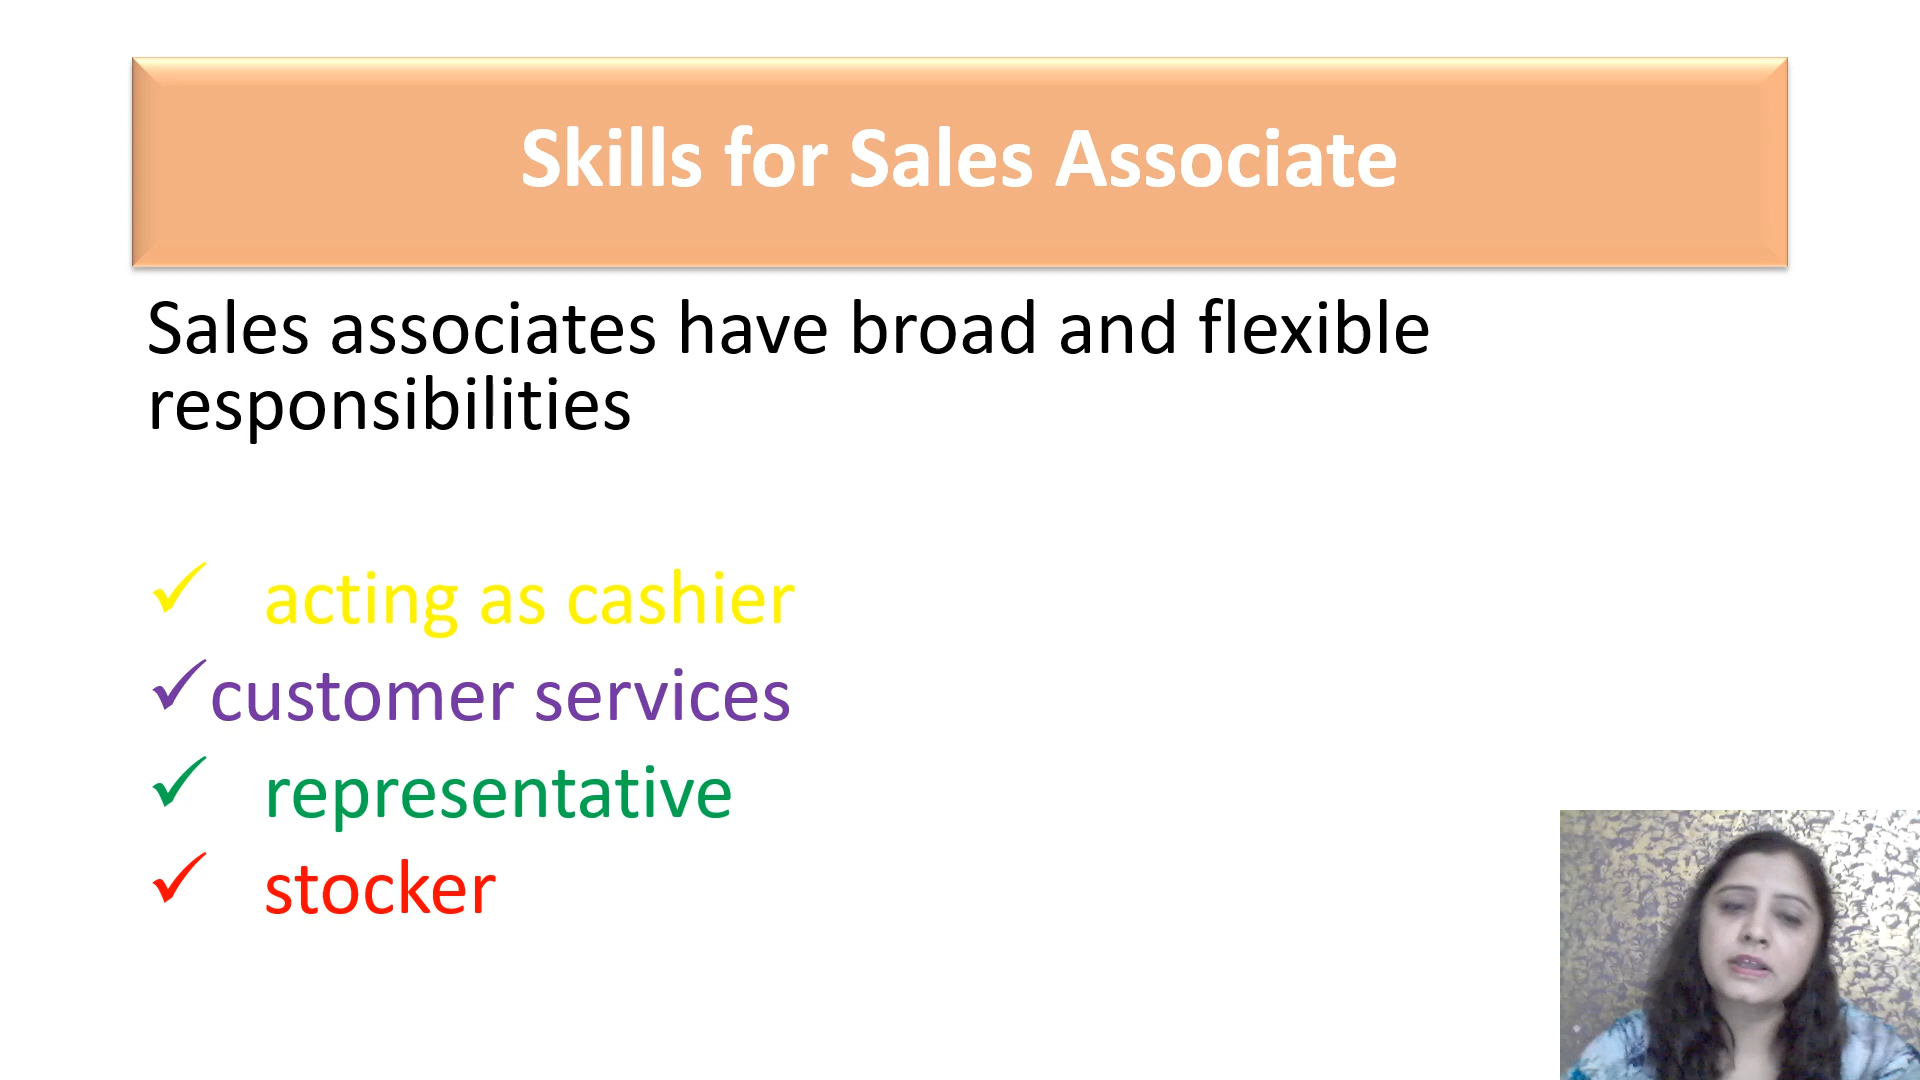 Skills for Sales Associate
Sales associates have broad and flexible
responsibilities
✓ acting as cashier
✓customer services
✓ representative
✓ stocker